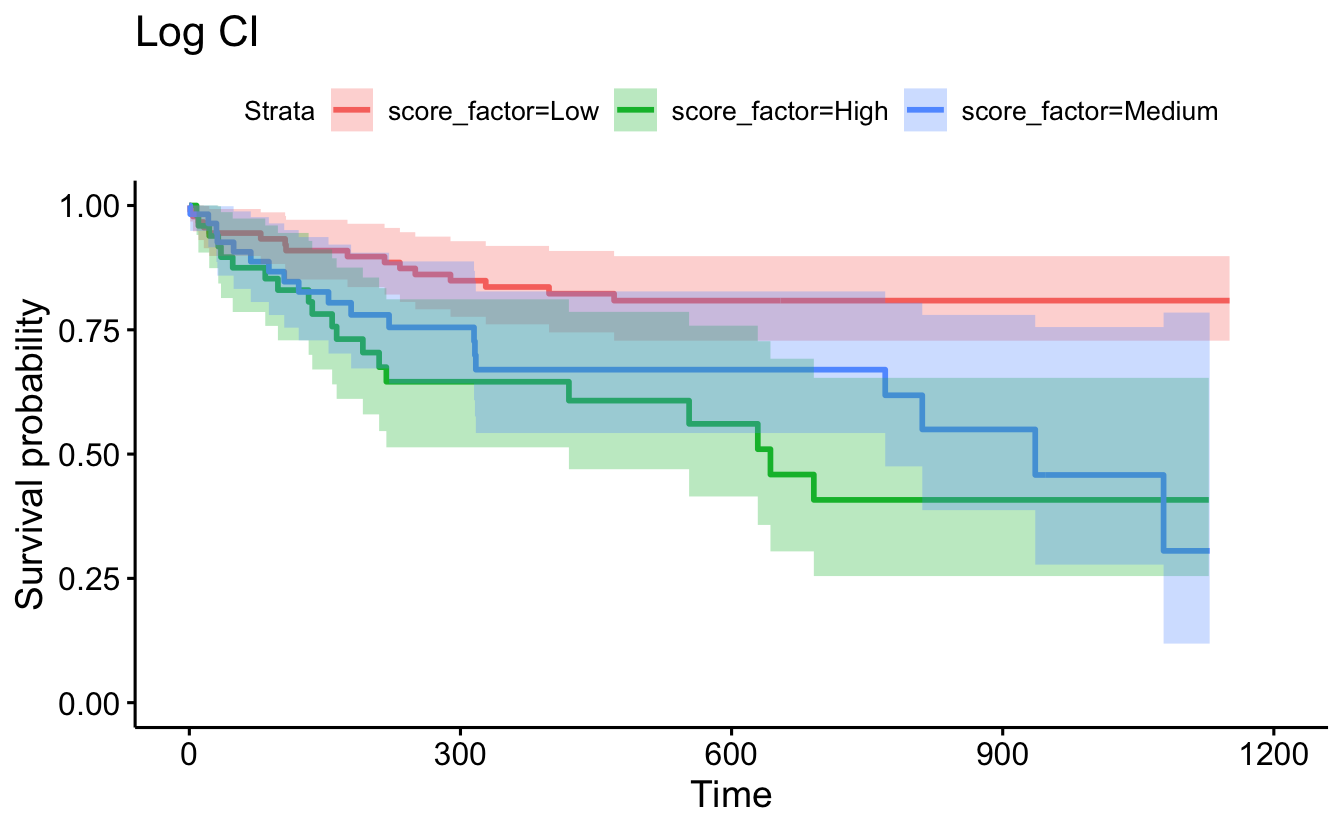 Log CI
Strata score_factor=Low score_factor=High score_factor=Medium
Survival probability
1.00
0.75
0.50
0.25
0.00
0 300 600 900 1200
Time